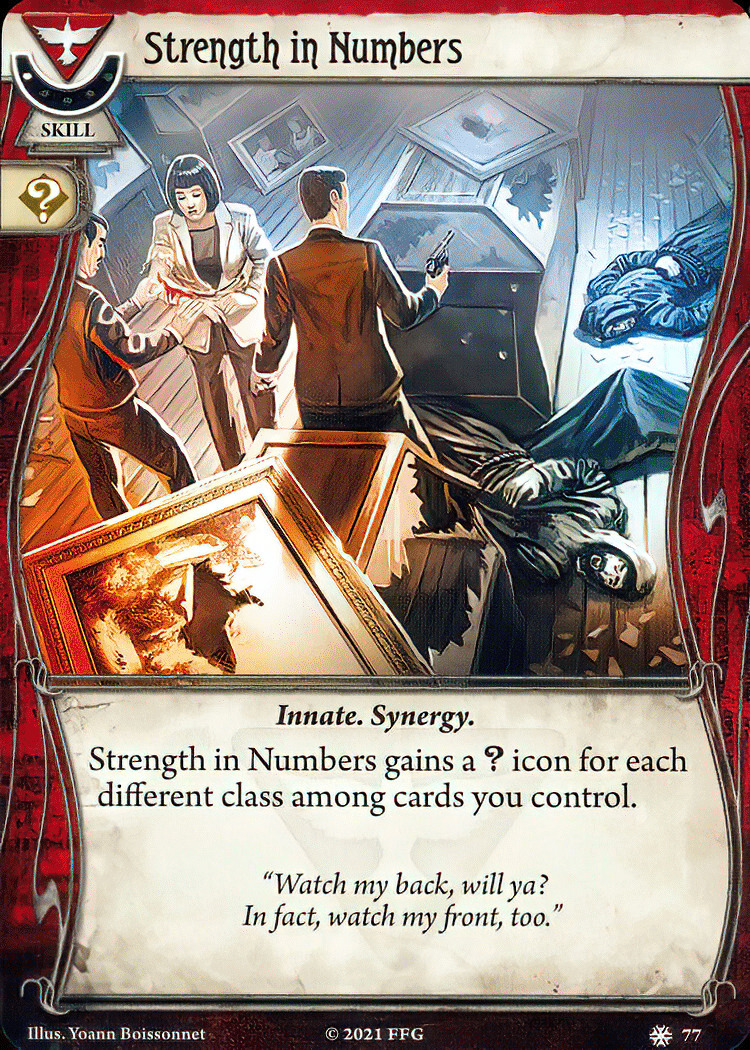 Strength in Numbers
SKILL
?
Innate. Synergy.
Strength in Numbers gains a ? icon for each
different class among cards you control.
“Watch my back, will ya?
In fact, watch my front, too.”
Illus. Yoann Boissonnet
© 2021 FFG
77